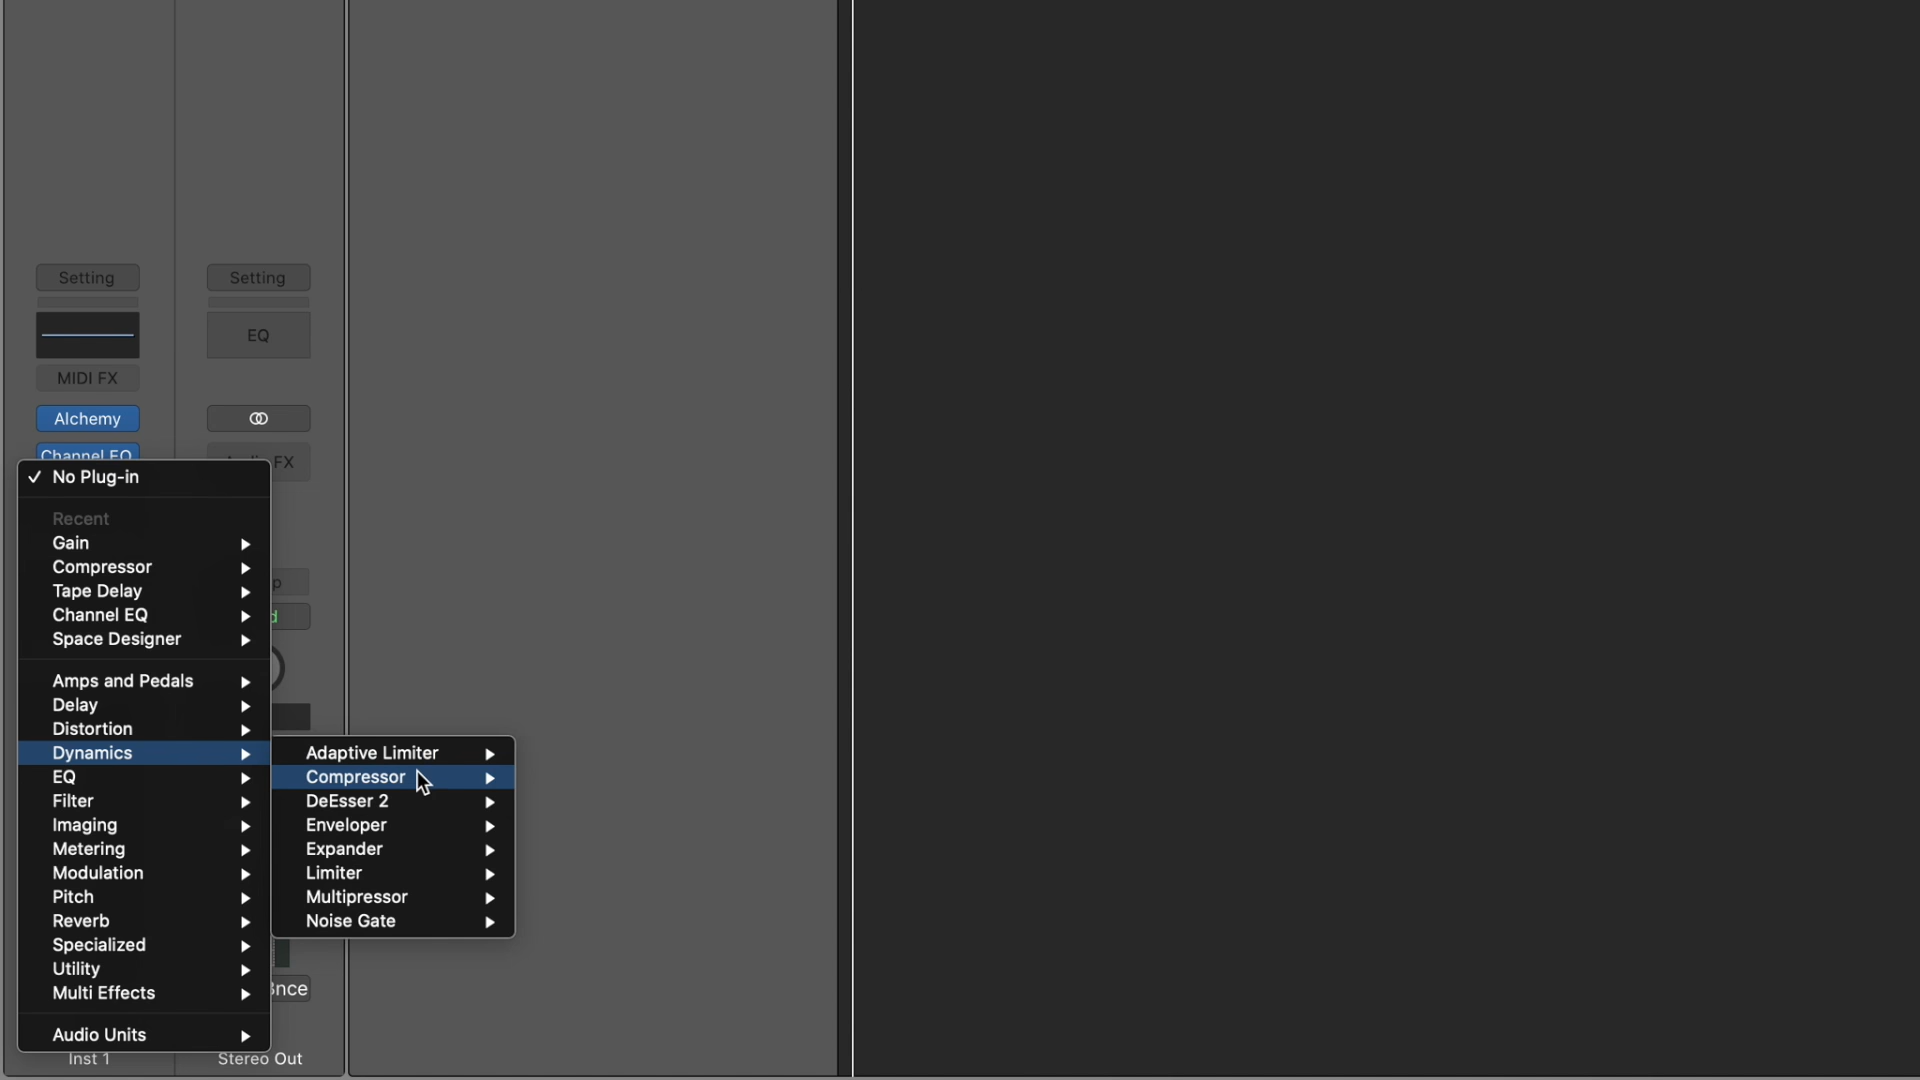 Setting
Setting
EQ
MIDI FX
Alchemy
Channel EQ
FX
✓ No Plug-in
Recent
Gain
Compressor
Tape Delay
Channel EQ
Space Designer
Amps and Pedals
Delay
Distortion
Dynamics
EQ
Filter
Imaging
Metering
Modulation
Pitch
Reverb
Specialized
Utility
Multi Effects
Audio Units
p
d
Adaptive Limiter
Compressor
DeEsser 2
Enveloper
Expander
Limiter
Multipressor
Noise Gate
Bnce
Inst 1
Stereo Out